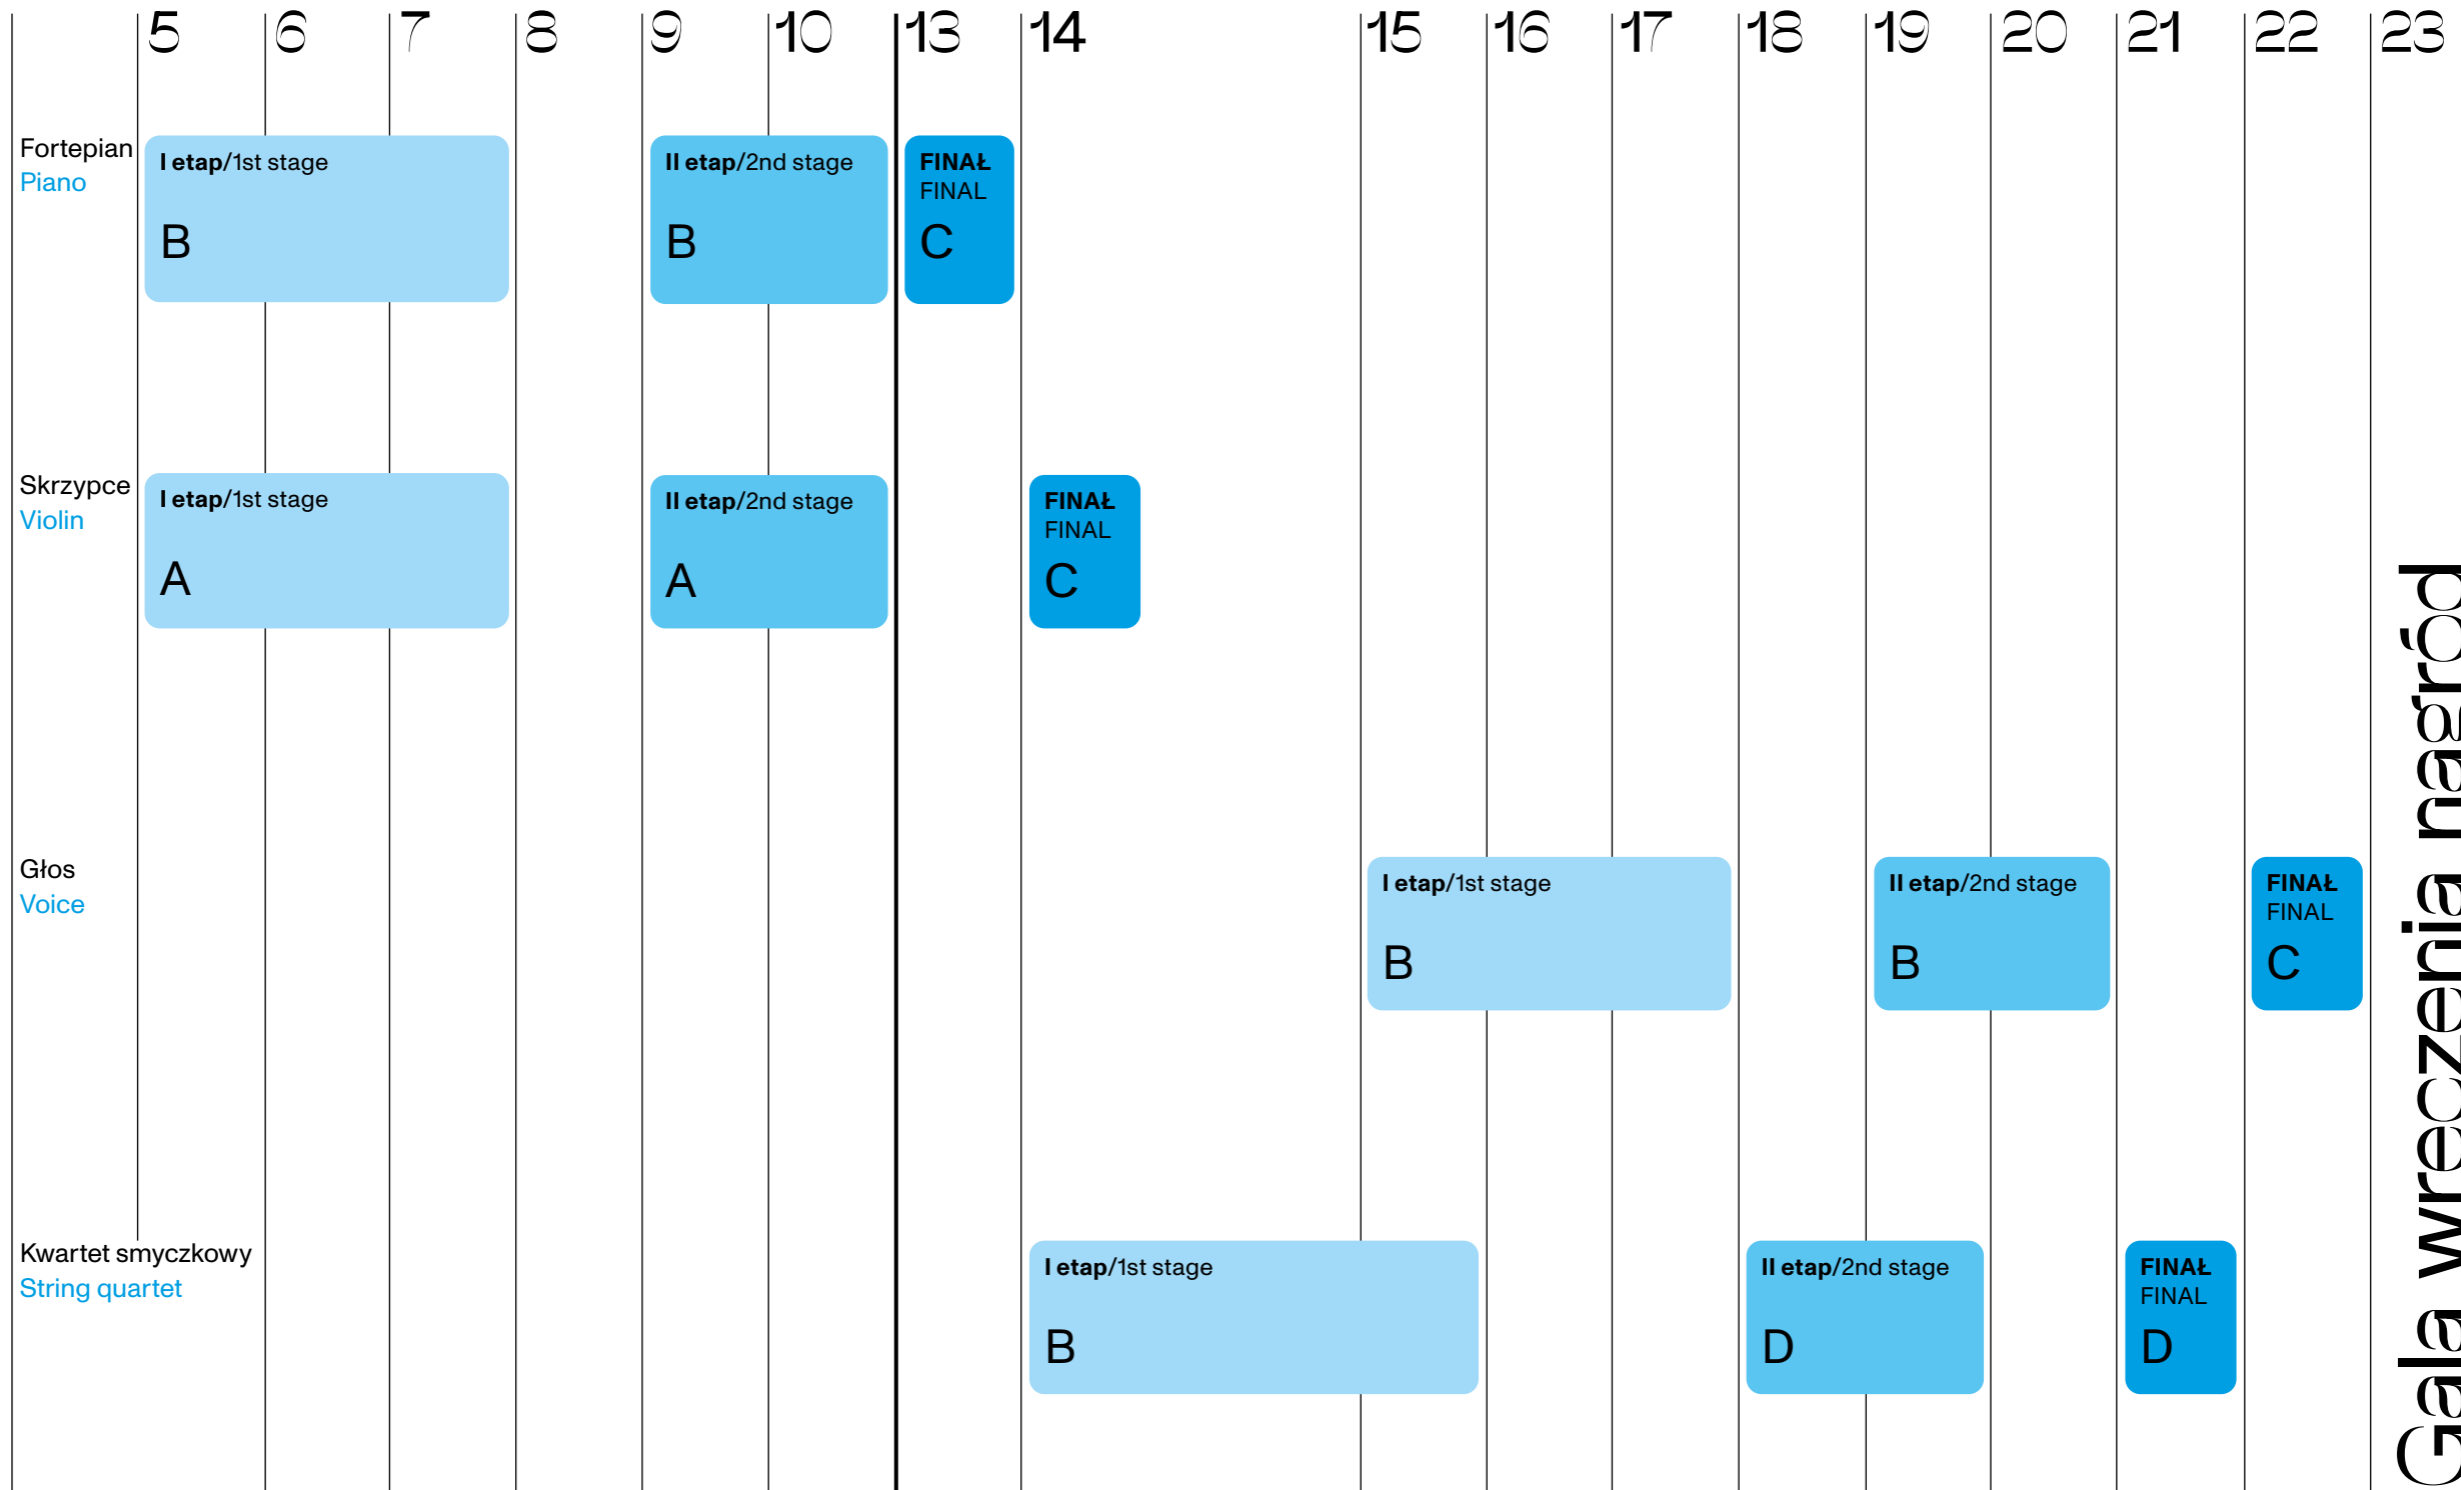 5 6 7 8 9 10 13 14 15 16 17 18 19 20 21 22 23
Fortepian
Piano
I etap/1st stage
B
II etap/2nd stage
B
FINAŁ
FINAL
C
Skrzypce
Violin
I etap/1st stage
A
II etap/2nd stage
A
FINAŁ
FINAL
C
Głos
Voice
I etap/1st stage
B
II etap/2nd stage
B
FINAŁ
FINAL
C
Kwartet smyczkowy
String quartet
I etap/1st stage
B
II etap/2nd stage
D
FINAŁ
FINAL
D
Gala wręczenia nagród